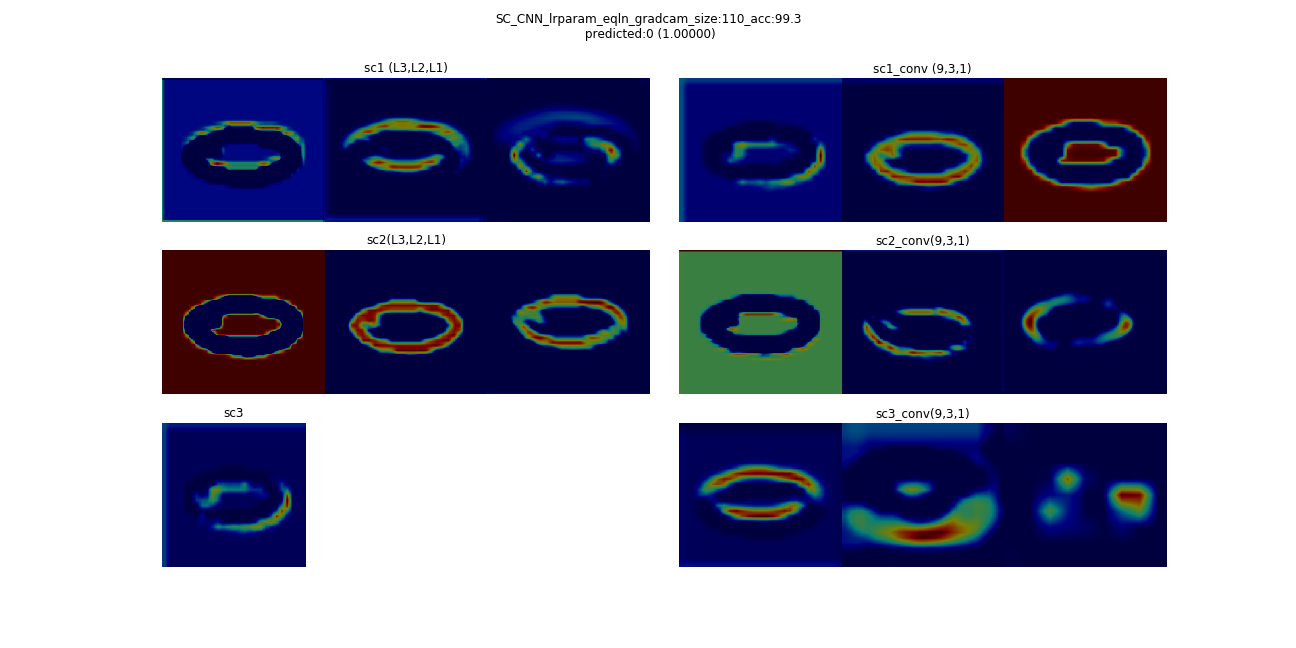 SC_CNN_lrparam_eqln_gradcam_size:110_acc:99.3
predicted:0 (1.00000)
sc1 (L3,L2,L1)
sc1_conv (9,3,1)
sc2(L3,L2,L1)
sc2_conv(9,3,1)
sc3
sc3_conv(9,3,1)